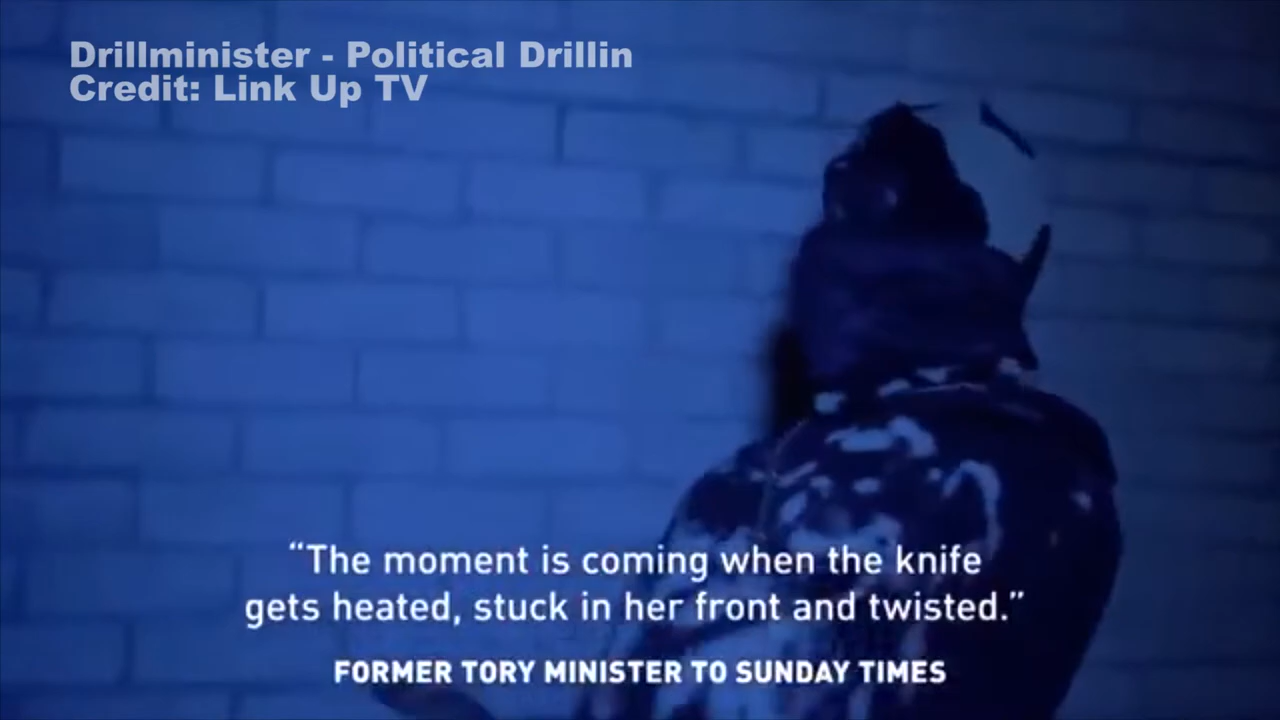 Drillminister - Political Drillin
Credit: Link Up TV
“The moment is coming when the knife
gets heated, stuck in her front and twisted.”
FORMER TORY MINISTER TO SUNDAY TIMES